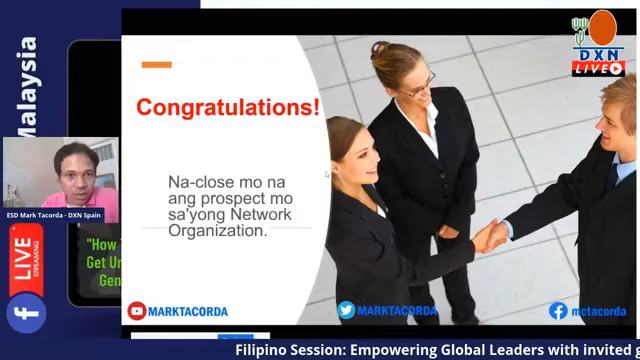 Malaysia
DXN
LIVE
Congratulations!
Na-close mo na
ang prospect mo
sa'yong Network
Organization.
ESD Mark Tacorda - DXN Spain
LIVE
STREAMING
"How
Get Un
Gen
MARKTACORDA
MARKTACORDA
mctacorda
f
Filipino Session: Empowering Global Leaders with invited